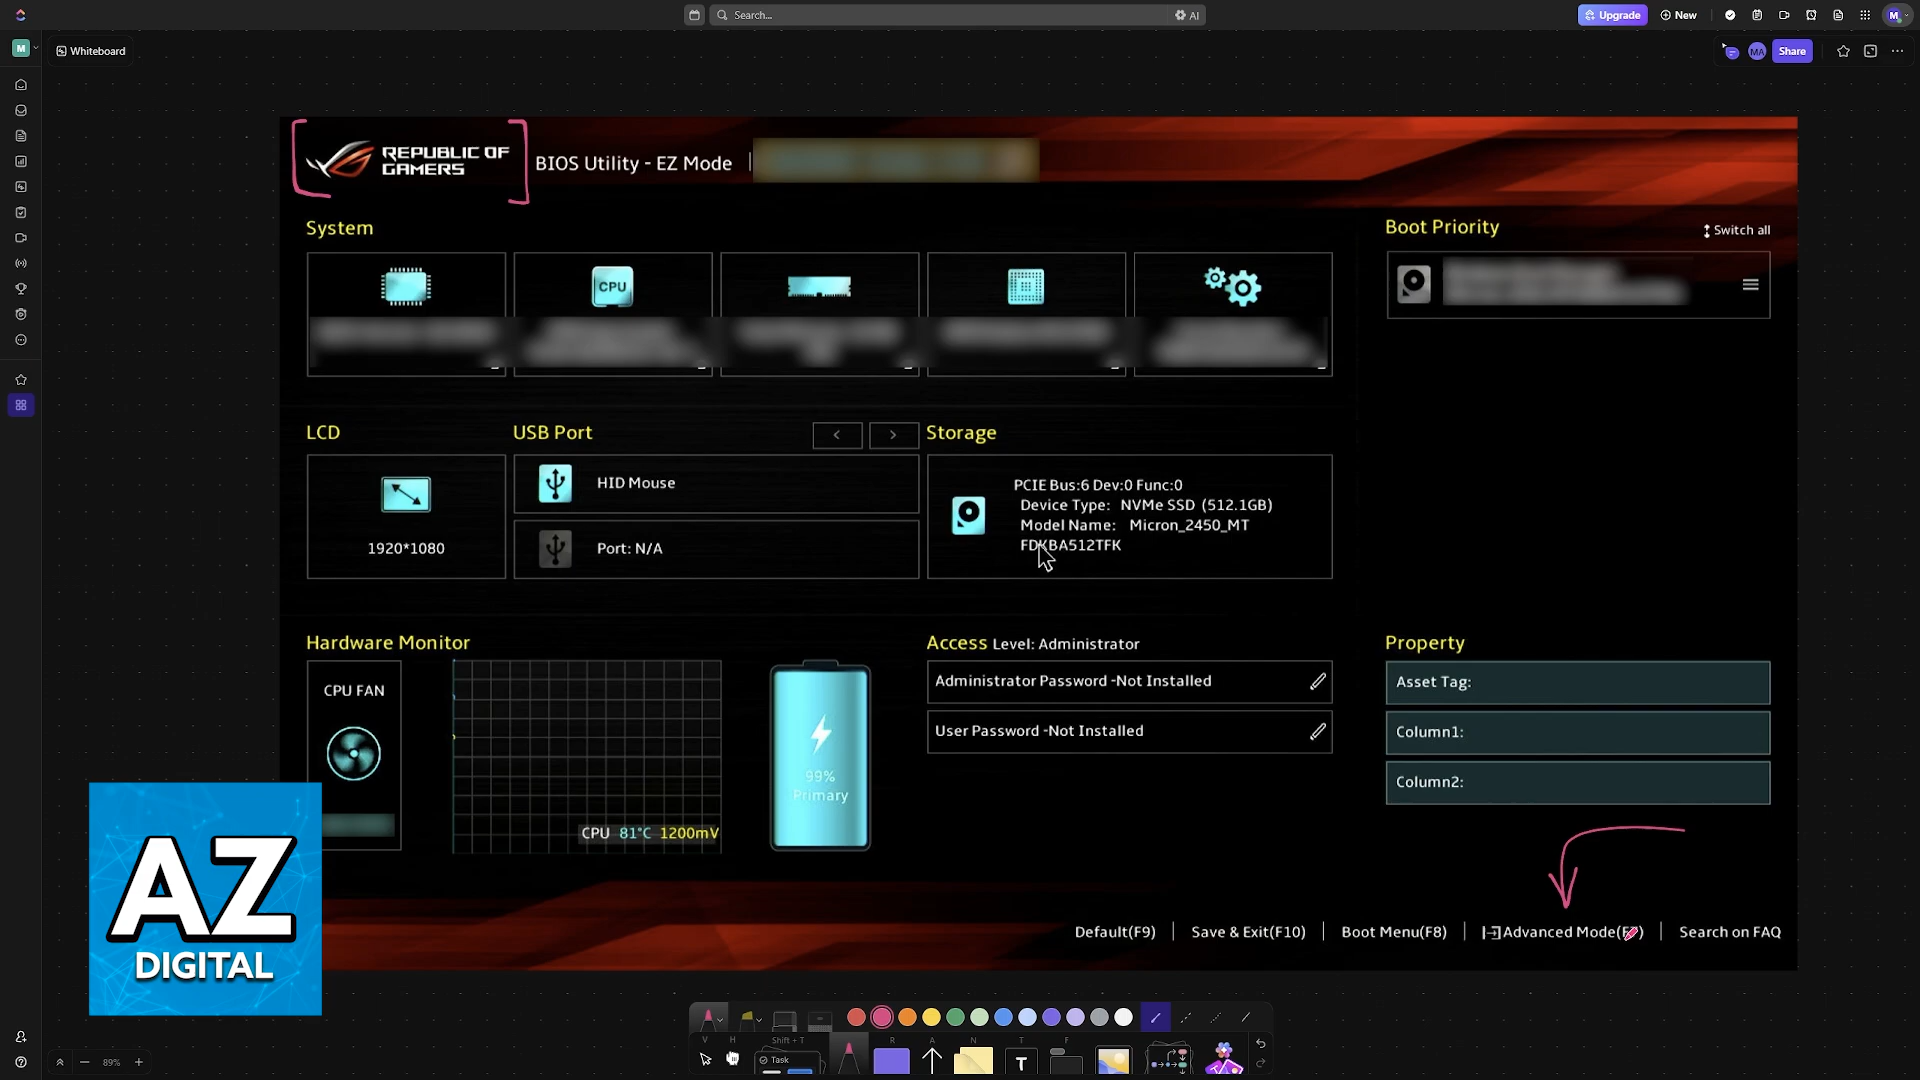 Search...
AI
Upgrade
New
M
M
Whiteboard
MA
Share
REPUBLIC OF
GAMERS
BIOS Utility - EZ Mode
System
Boot Priority
Switch all
CPU
LCD
USB Port
Storage
HID Mouse
1920*1080
Port: N/A
PCIE Bus:6 Dev:0 Func:0
Device Type: NVMe SSD (512.1GB)
Model Name: Micron_2450_MT
FDKBA512TFK
Hardware Monitor
Access Level: Administrator
Property
CPU FAN
Administrator Password -Not Installed
User Password -Not Installed
Asset Tag:
Column1:
Column2:
99%
Primary
CPU 81°C 1200mV
AZ
DIGITAL
Default(F9)
Save & Exit(F10)
Boot Menu(F8)
Advanced Mode
Search on FAQ
Shift + T
V
H
R
A
N
T
F
Task
T
89%